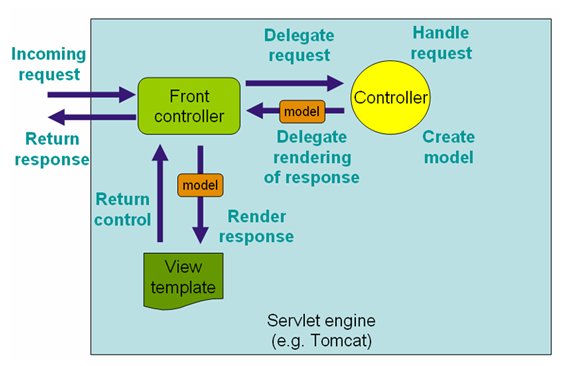 Incoming
request
Return
response
Front
controller
Delegate
request
Handle
request
Controller
model
Delegate
rendering
of response
Create
model
Return
control
model
Render
response
View
template
Servlet engine
(e.g. Tomcat)